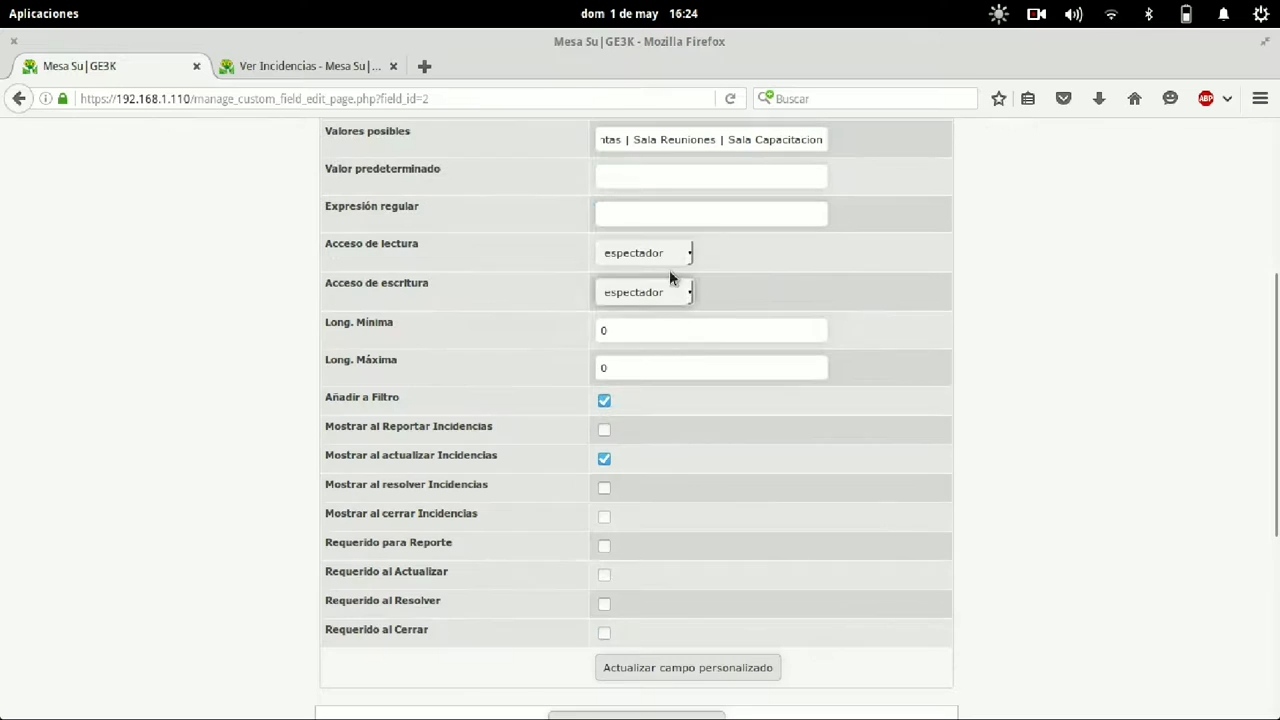 Aplicaciones
dom 1 de may 16:24
Mesa Su|GE3K - Mozilla Firefox
Mesa Su|GE3K
Ver Incidencias - Mesa Su|...
https://192.168.1.110/manage_custom_field_edit_page.php?field_id=2
Buscar
ABP
Valores posibles
ntas | Sala Reuniones | Sala Capacitacion
Valor predeterminado
Expresión regular
Acceso de lectura
espectador
Acceso de escritura
espectador
Long. Mínima
0
Long. Máxima
0
Añadir a Filtro
Mostrar al Reportar Incidencias
Mostrar al actualizar Incidencias
Mostrar al resolver Incidencias
Mostrar al cerrar Incidencias
Requerido para Reporte
Requerido al Actualizar
Requerido al Resolver
Requerido al Cerrar
Actualizar campo personalizado